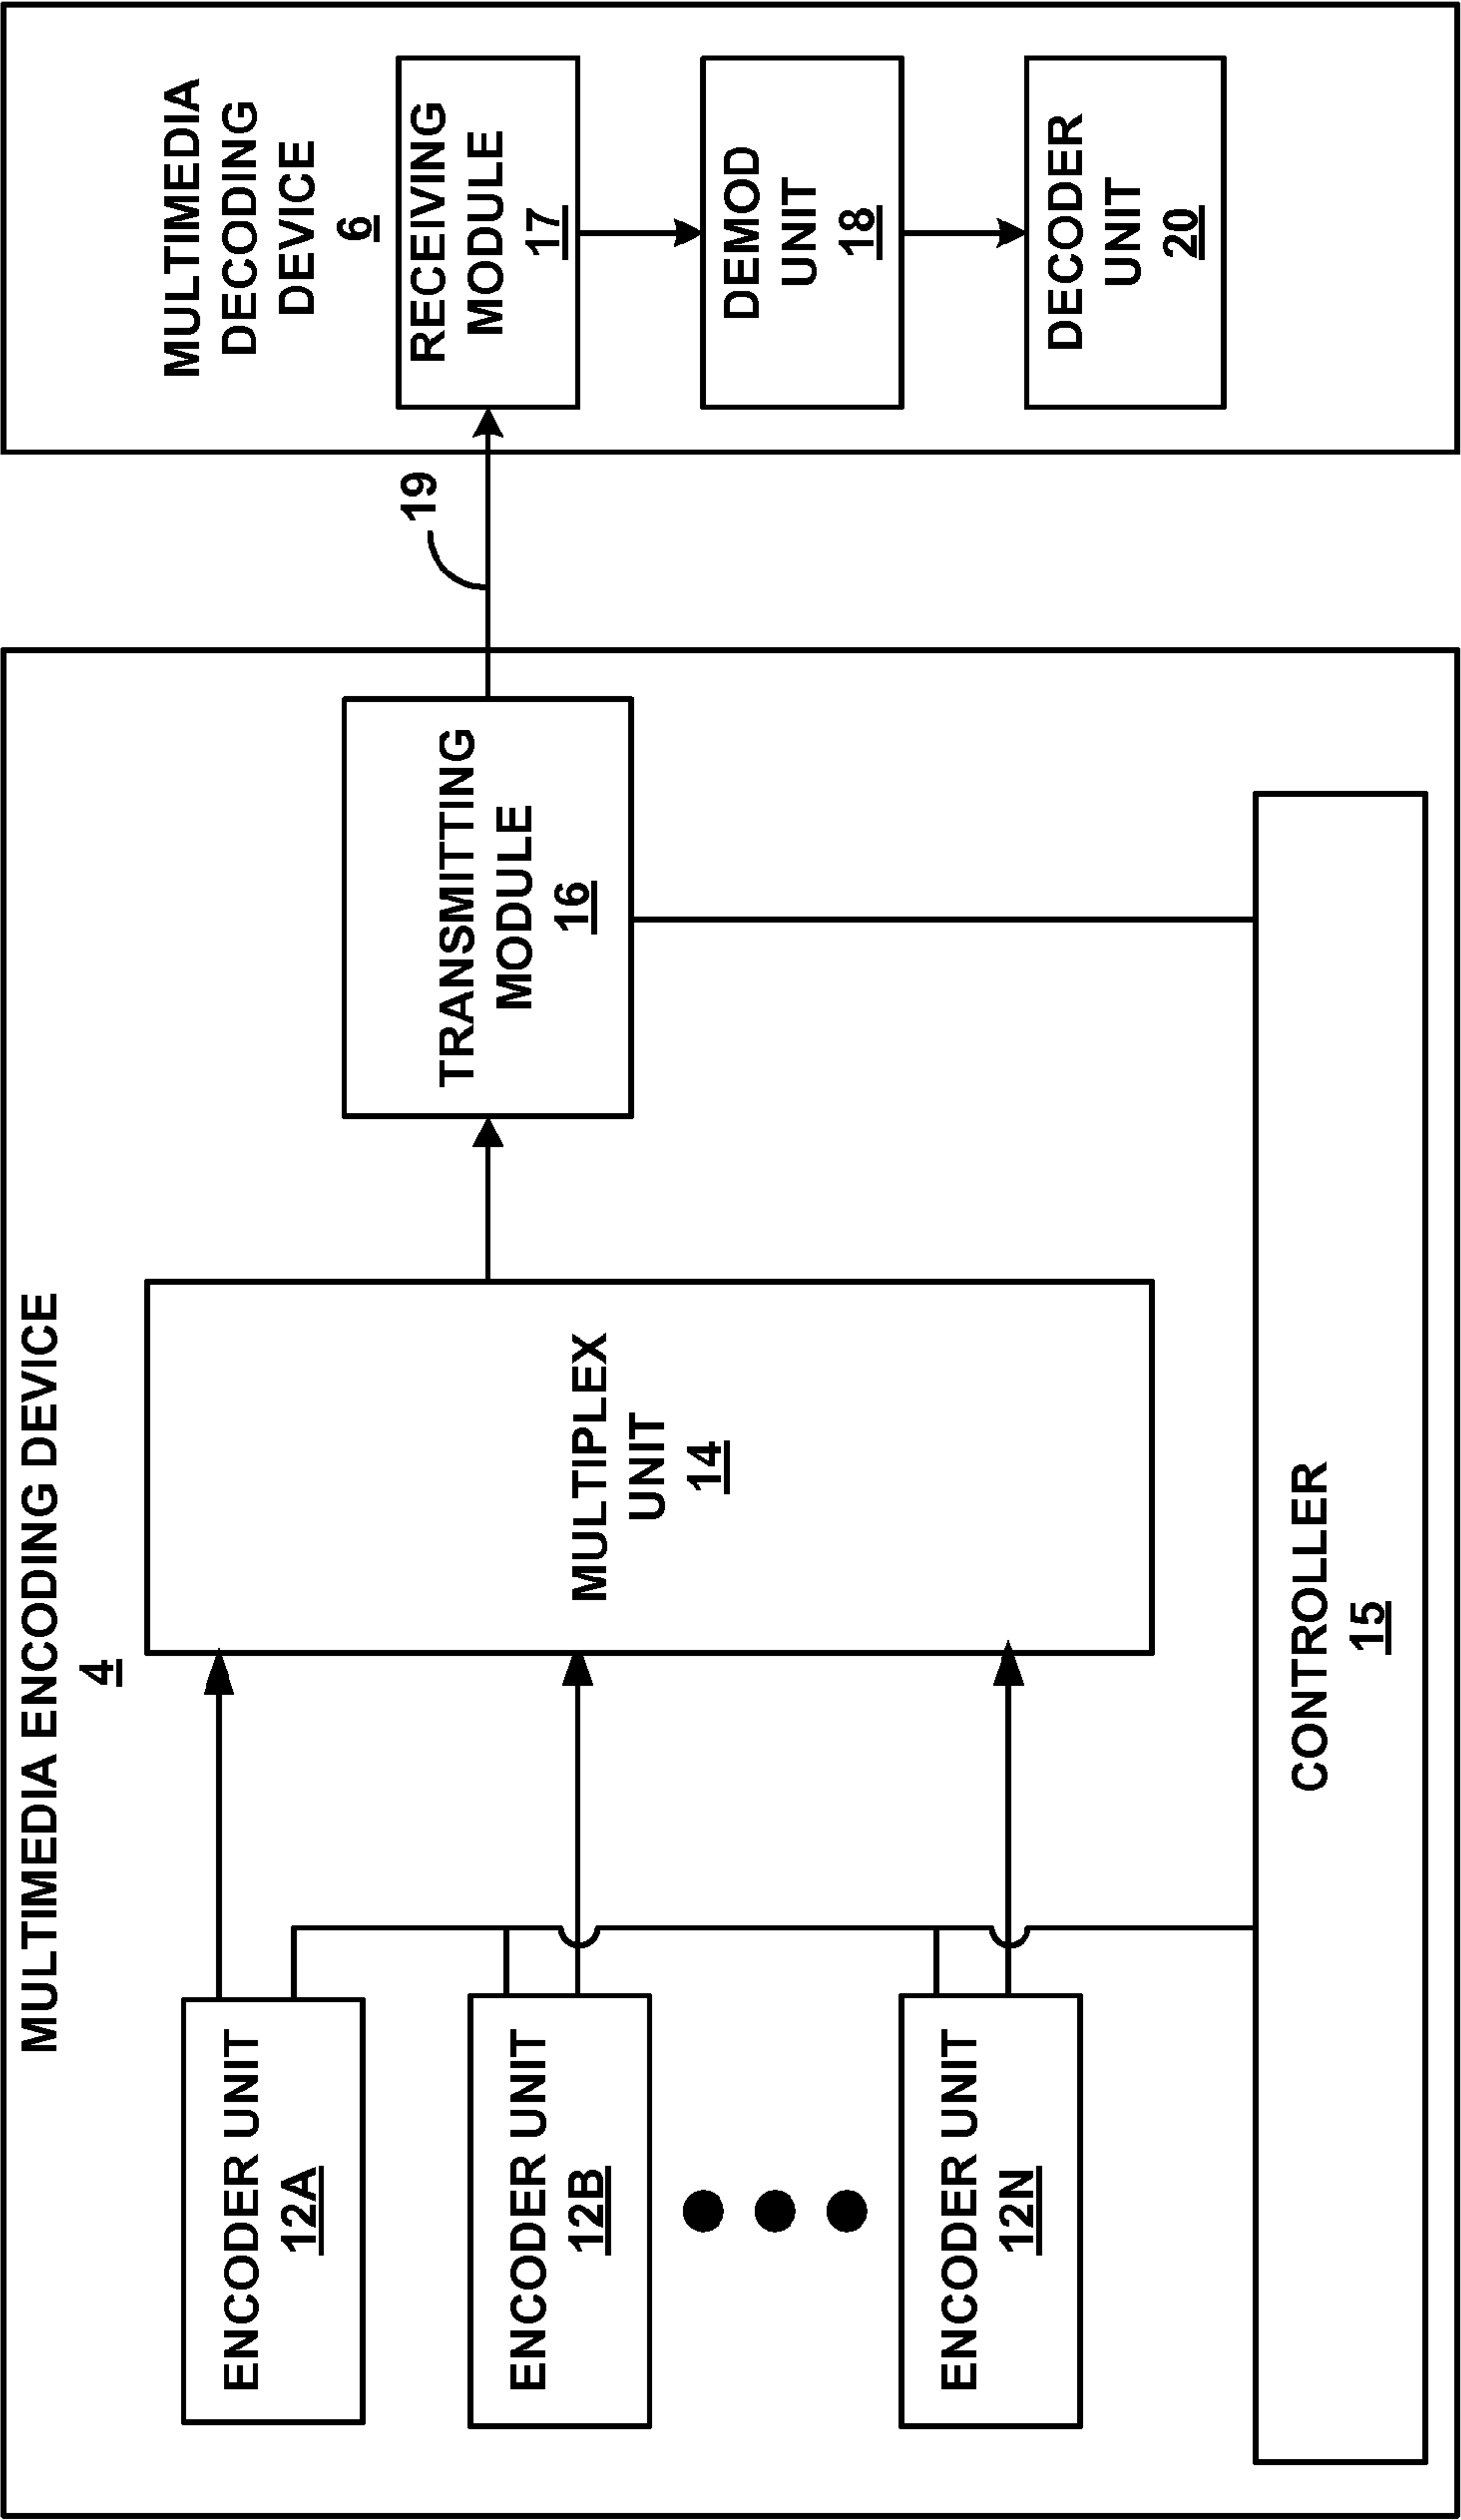 MULTIMEDIA ENCODING DEVICE
4
ENCODER UNIT
12A
ENCODER UNIT
12B
ENCODER UNIT
12N
MULTIPLEX
UNIT
14
TRANSMITTING
MODULE
16
CONTROLLER
15
19
MULTIMEDIA
DECODING
DEVICE
6
RECEIVING
MODULE
17
DEMOD
UNIT
18
DECODER
UNIT
20